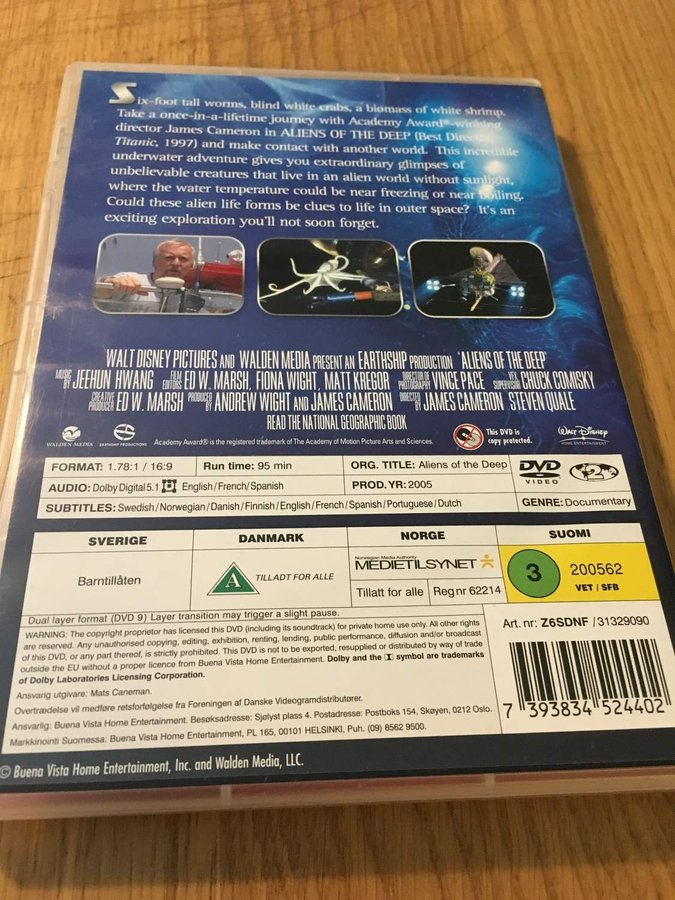 Six-foot tall worms, blind white crabs, a biomass of white shrimp.
Take a once-in-a-lifetime journey with Academy Award®-winning
director James Cameron in ALIENS OF THE DEEP (Best Director,
Titanic, 1997) and make contact with another world. This incredible
underwater adventure gives you extraordinary glimpses of
unbelievable creatures that live in an alien world without sunlight,
where the water temperature could be near freezing or near boiling.
Could these alien life forms be clues to life in outer space? It's an
exciting exploration you'll not soon forget.
WALT DISNEY PICTURES AND WALDEN MEDIA PRESENT AN EARTHSHIP PRODUCTION "ALIENS OF THE DEEP"
MUSIC BY JEEHUN HWANG FILM EDITORS ED W. MARSH, FIONA WIGHT, MATT KREGOR DIRECTOR OF PHOTOGRAPHY VINCE PACE VFX SUPERVISOR CHUCK COMISKY
CREATIVE PRODUCER ED W. MARSH PRODUCED BY ANDREW WIGHT AND JAMES CAMERON DIRECTED BY JAMES CAMERON STEVEN QUALE
READ THE NATIONAL GEOGRAPHIC BOOK
WALDEN MEDIA EARTHSHIP PRODUCTIONS Academy Award® is the registered trademark of The Academy of Motion Picture Arts and Sciences. This DVD is copy protected. Walt Disney HOME ENTERTAINMENT
FORMAT: 1.78:1 / 16:9 Run time: 95 min ORG. TITLE: Aliens of the Deep DVD VIDEO 2
AUDIO: Dolby Digital 5.1 English/French/Spanish PROD. YR: 2005
SUBTITLES: Swedish/Norwegian/Danish/Finnish/English/French/Spanish/Portuguese/Dutch GENRE: Documentary
SVERIGE DANMARK NORGE SUOMI
Barntillåten A TILLADT FOR ALLE Norwegian Media Authority MEDIETILSYNET 3 200562
Tillatt for alle Reg nr 62214 VET / SFB
Dual layer format (DVD 9) Layer transition may trigger a slight pause.
Art. nr: Z6SDNF /31329090
WARNING: The copyright proprietor has licensed this DVD (including its soundtrack) for private home use only. All other rights
are reserved. Any unauthorised copying, editing, exhibition, renting, lending, public performance, diffusion and/or broadcast
of this DVD, or any part thereof, is strictly prohibited. This DVD is not to be exported, resupplied or distributed by way of trade
outside the EU without a proper licence from Buena Vista Home Entertainment. Dolby and the symbol are trademarks
of Dolby Laboratories Licensing Corporation.
Ansvarig utgivare: Mats Caneman.
Overtrædelse vil medføre retsforfølgelse fra Foreningen af Danske Videogramdistributører.
Ansvarlig: Buena Vista Home Entertainment. Besøksadresse: Sjølyst plass 4. Postadresse: Postboks 154, Skøyen, 0212 Oslo.
Markkinointi Suomessa: Buena Vista Home Entertainment, PL 165, 00101 HELSINKI, Puh. (09) 8562 9500.
7 393834 524402
© Buena Vista Home Entertainment, Inc. and Walden Media, LLC.